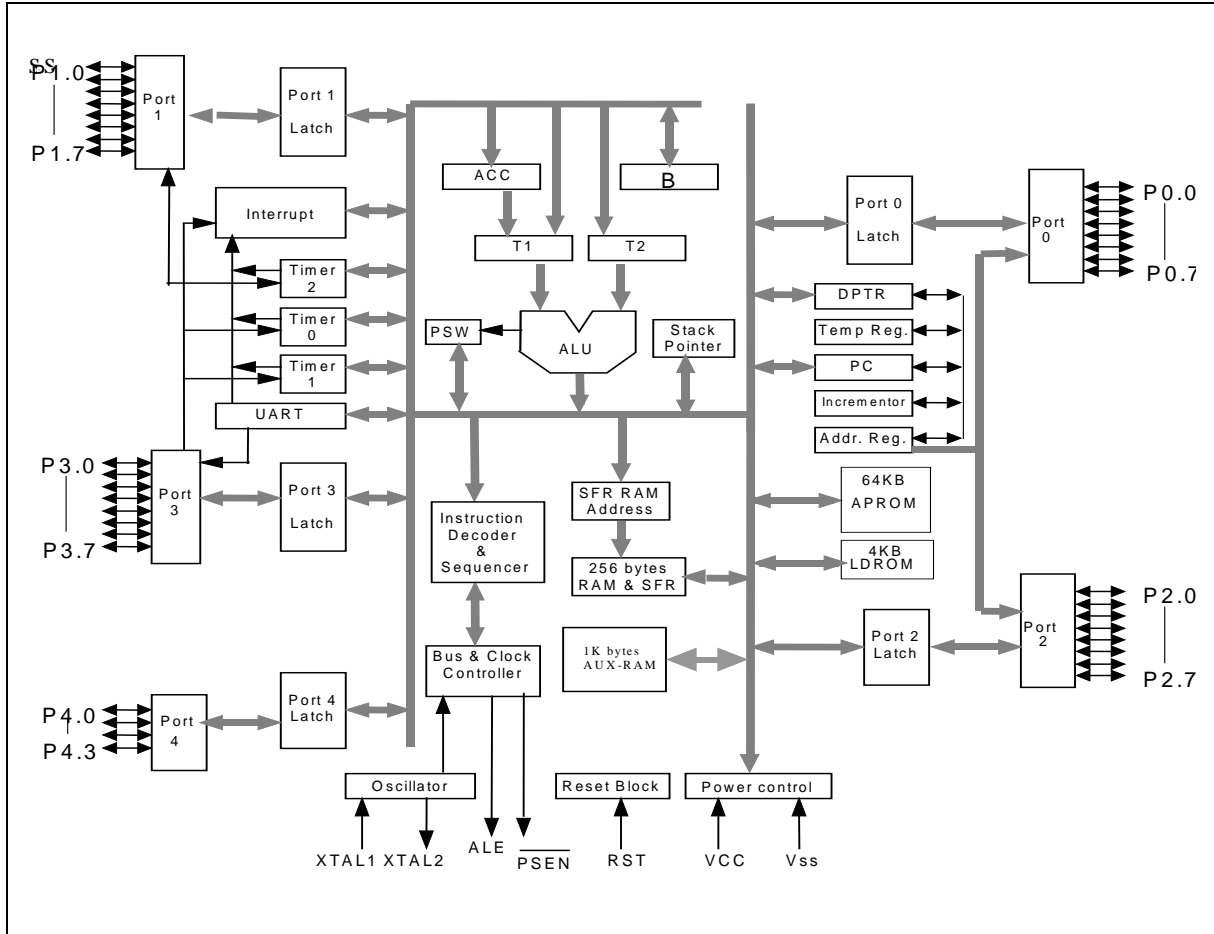 P1.0
P1.7
Port
1
Port 1
Latch
ACC
B
Interrupt
T1
T2
Timer
2
Timer
0
Timer
1
UART
PSW
ALU
Stack
Pointer
Port 0
Latch
Port
0
P0.0
P0.7
DPTR
Temp Reg.
PC
Incrementor
Addr. Reg.
P3.0
P3.7
Port
3
Port 3
Latch
Instruction
Decoder
&
Sequencer
SFR RAM
Address
256 bytes
RAM & SFR
64KB
APROM
4KB
LDROM
Port 2
Latch
Port
2
P2.0
P2.7
Bus & Clock
Controller
1K bytes
AUX-RAM
P4.0
P4.3
Port
4
Port 4
Latch
Oscillator
Reset Block
Power control
XTAL1
XTAL2
ALE
PSEN
RST
VCC
Vss